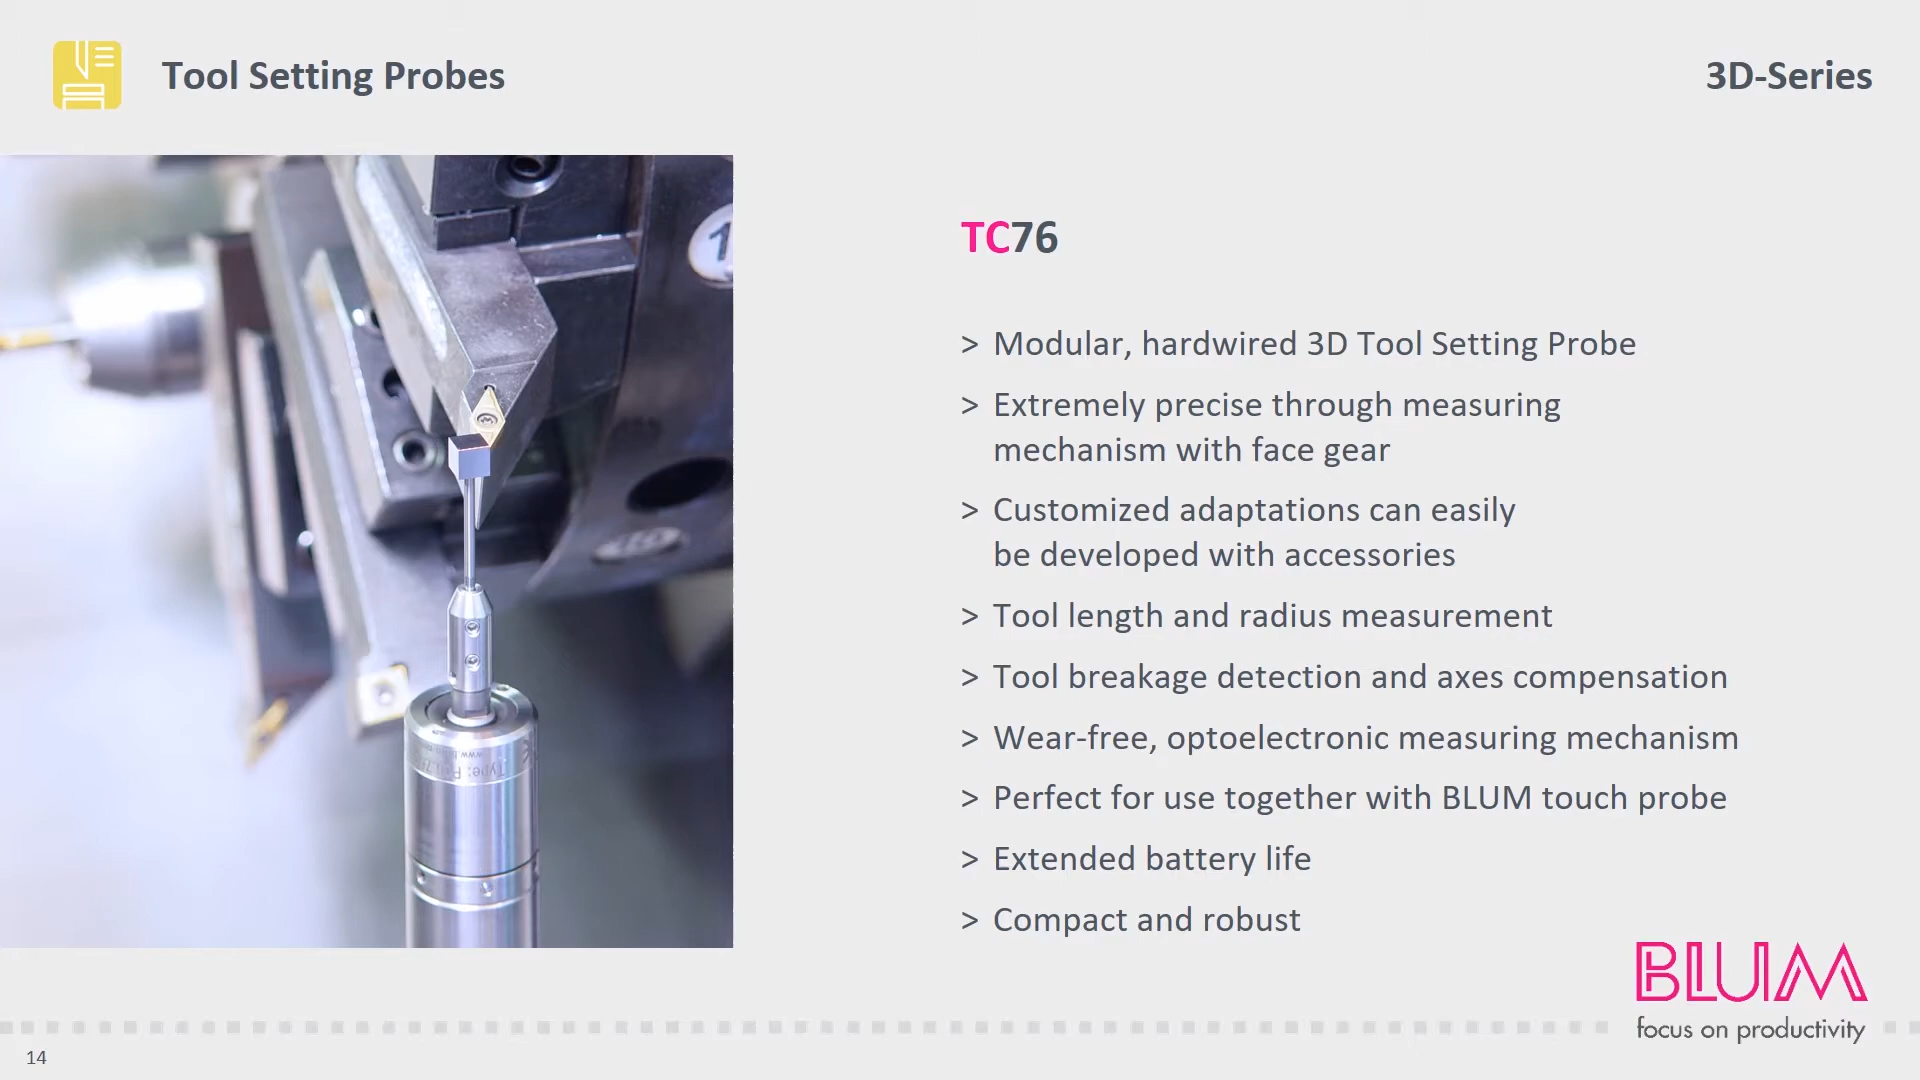 Tool Setting Probes
3D-Series
TC76
> Modular, hardwired 3D Tool Setting Probe
> Extremely precise through measuring
mechanism with face gear
> Customized adaptations can easily
be developed with accessories
> Tool length and radius measurement
> Tool breakage detection and axes compensation
> Wear-free, optoelectronic measuring mechanism
> Perfect for use together with BLUM touch probe
> Extended battery life
> Compact and robust
BLUM
focus on productivity
14